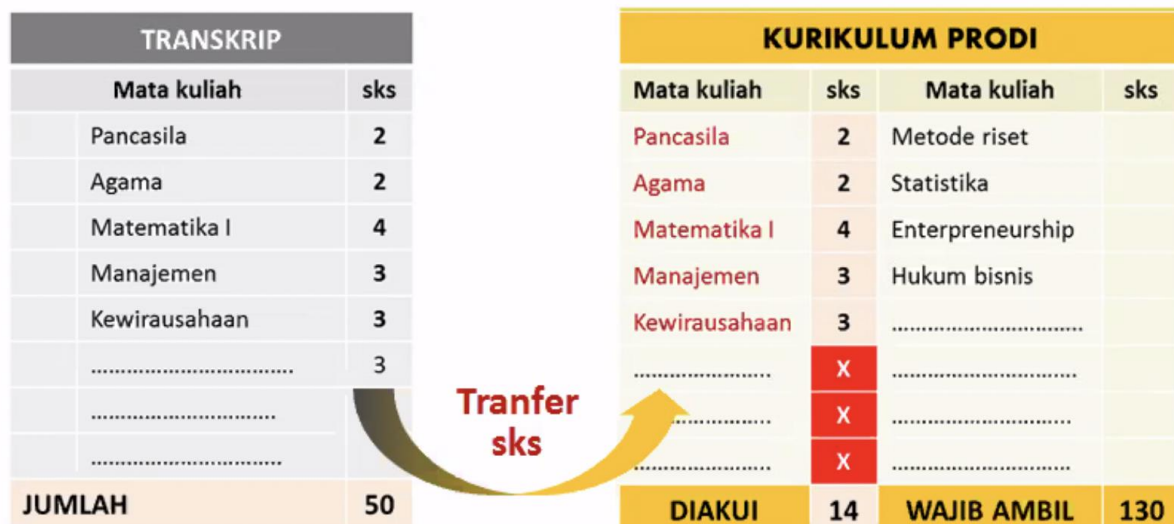 TRANSKRIP
Mata kuliah sks
Pancasila 2
Agama 2
Matematika I 4
Manajemen 3
Kewirausahaan 3
.................................. 3
...............................
................................
JUMLAH 50
Tranfer
sks
KURIKULUM PRODI
Mata kuliah sks Mata kuliah sks
Pancasila 2 Metode riset
Agama 2 Statistika
Matematika I 4 Enterpreneurship
Manajemen 3 Hukum bisnis
Kewirausahaan 3 ................................
....................... X ...............................
....................... X ..............................
....................... X ..............................
DIAKUI 14 WAJIB AMBIL 130